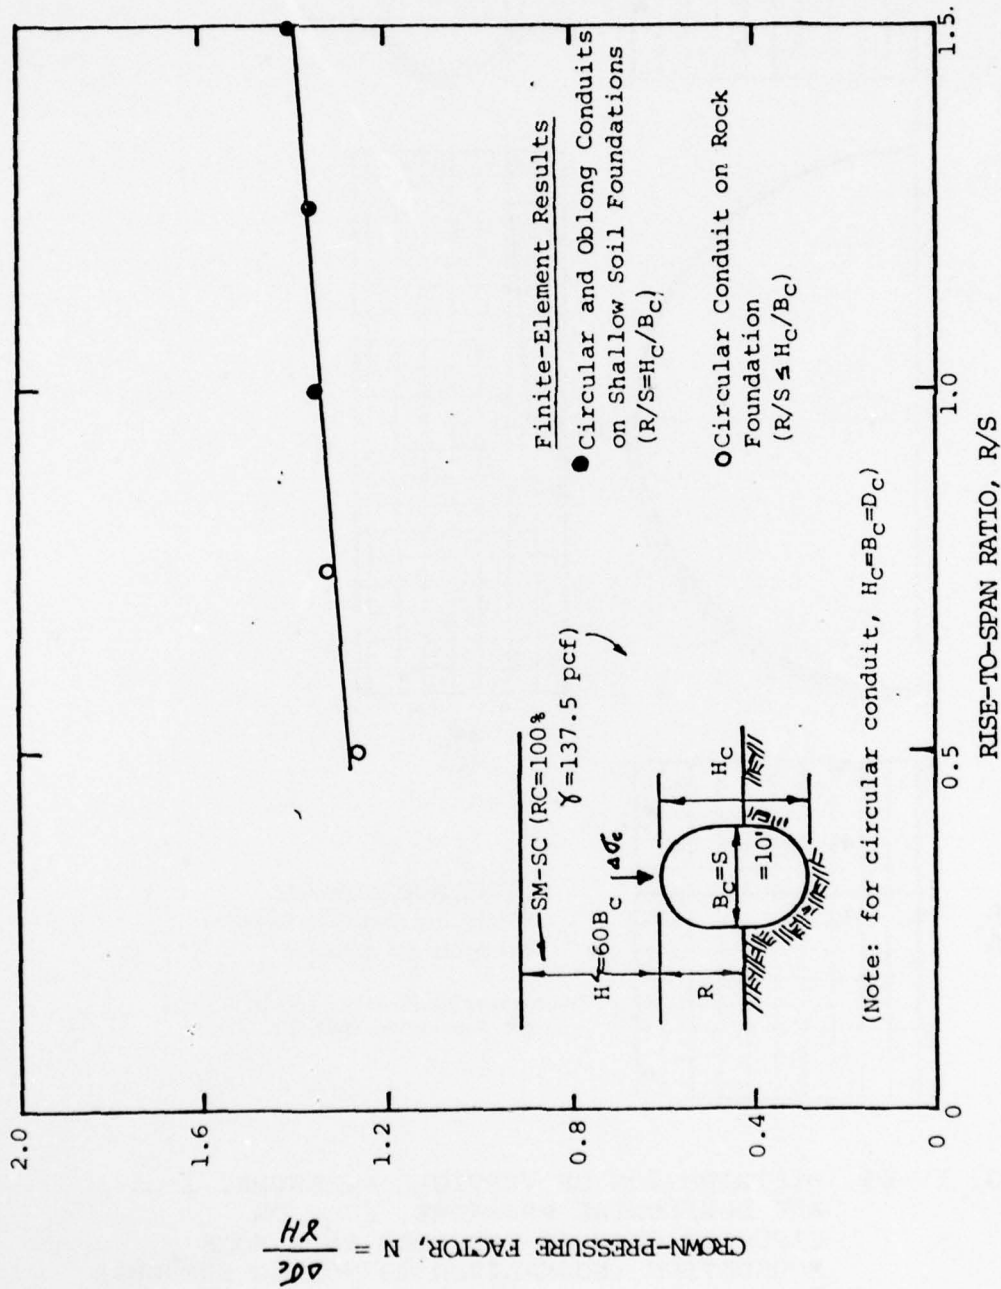 CROWN-PRESSURE FACTOR, N = Δσc / γH
2.0
1.6
1.2
0.8
0.4
0
0
0.5
1.0
1.5.
RISE-TO-SPAN RATIO, R/S
Finite-Element Results
● Circular and Oblong Conduits
on Shallow Soil Foundations
(R/S=Hc/Bc)
○ Circular Conduit on Rock
Foundation
(R/S ≤ Hc/Bc)
SM-SC (RC=100%
γ=137.5 pcf)
H≈60Bc
Δσc
R
Bc=S
=10'
Hc
(Note: for circular conduit, Hc=Bc=Dc)